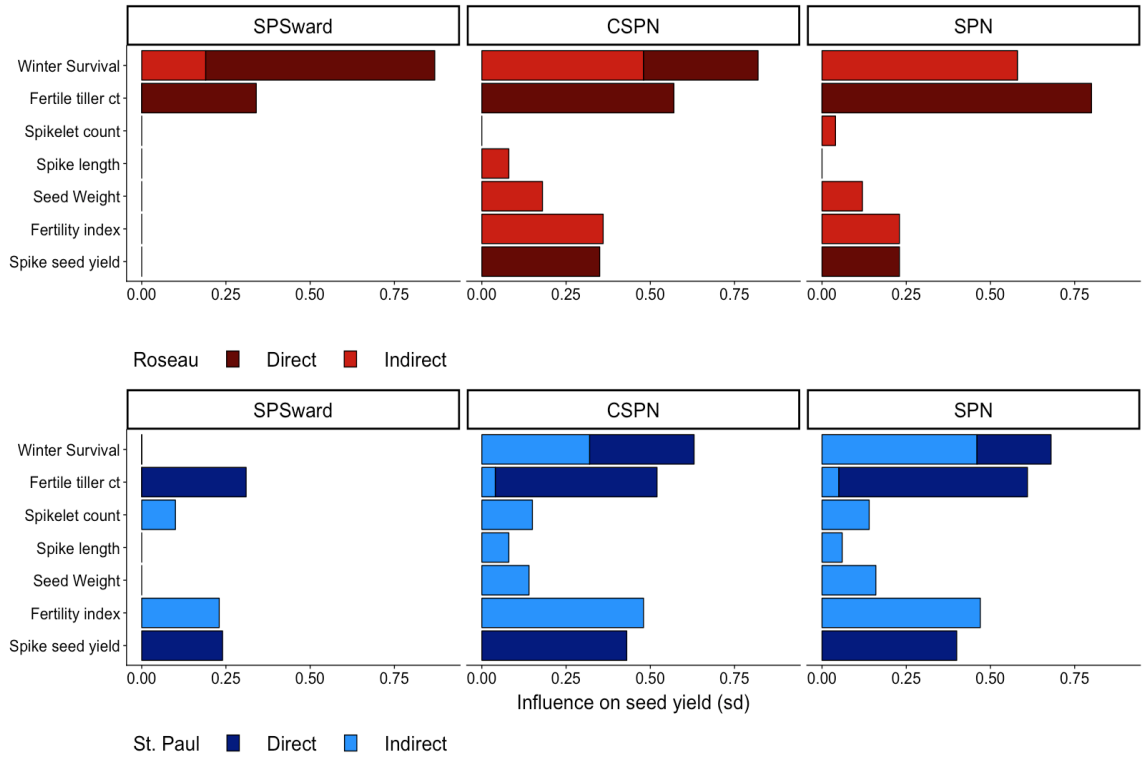 SPSward CSPN SPN
Winter Survival
Fertile tiller ct
Spikelet count
Spike length
Seed Weight
Fertility index
Spike seed yield
0.00 0.25 0.50 0.75 0.00 0.25 0.50 0.75 0.00 0.25 0.50 0.75
Roseau Direct Indirect
SPSward CSPN SPN
Winter Survival
Fertile tiller ct
Spikelet count
Spike length
Seed Weight
Fertility index
Spike seed yield
0.00 0.25 0.50 0.75 0.00 0.25 0.50 0.75 0.00 0.25 0.50 0.75
Influence on seed yield (sd)
St. Paul Direct Indirect